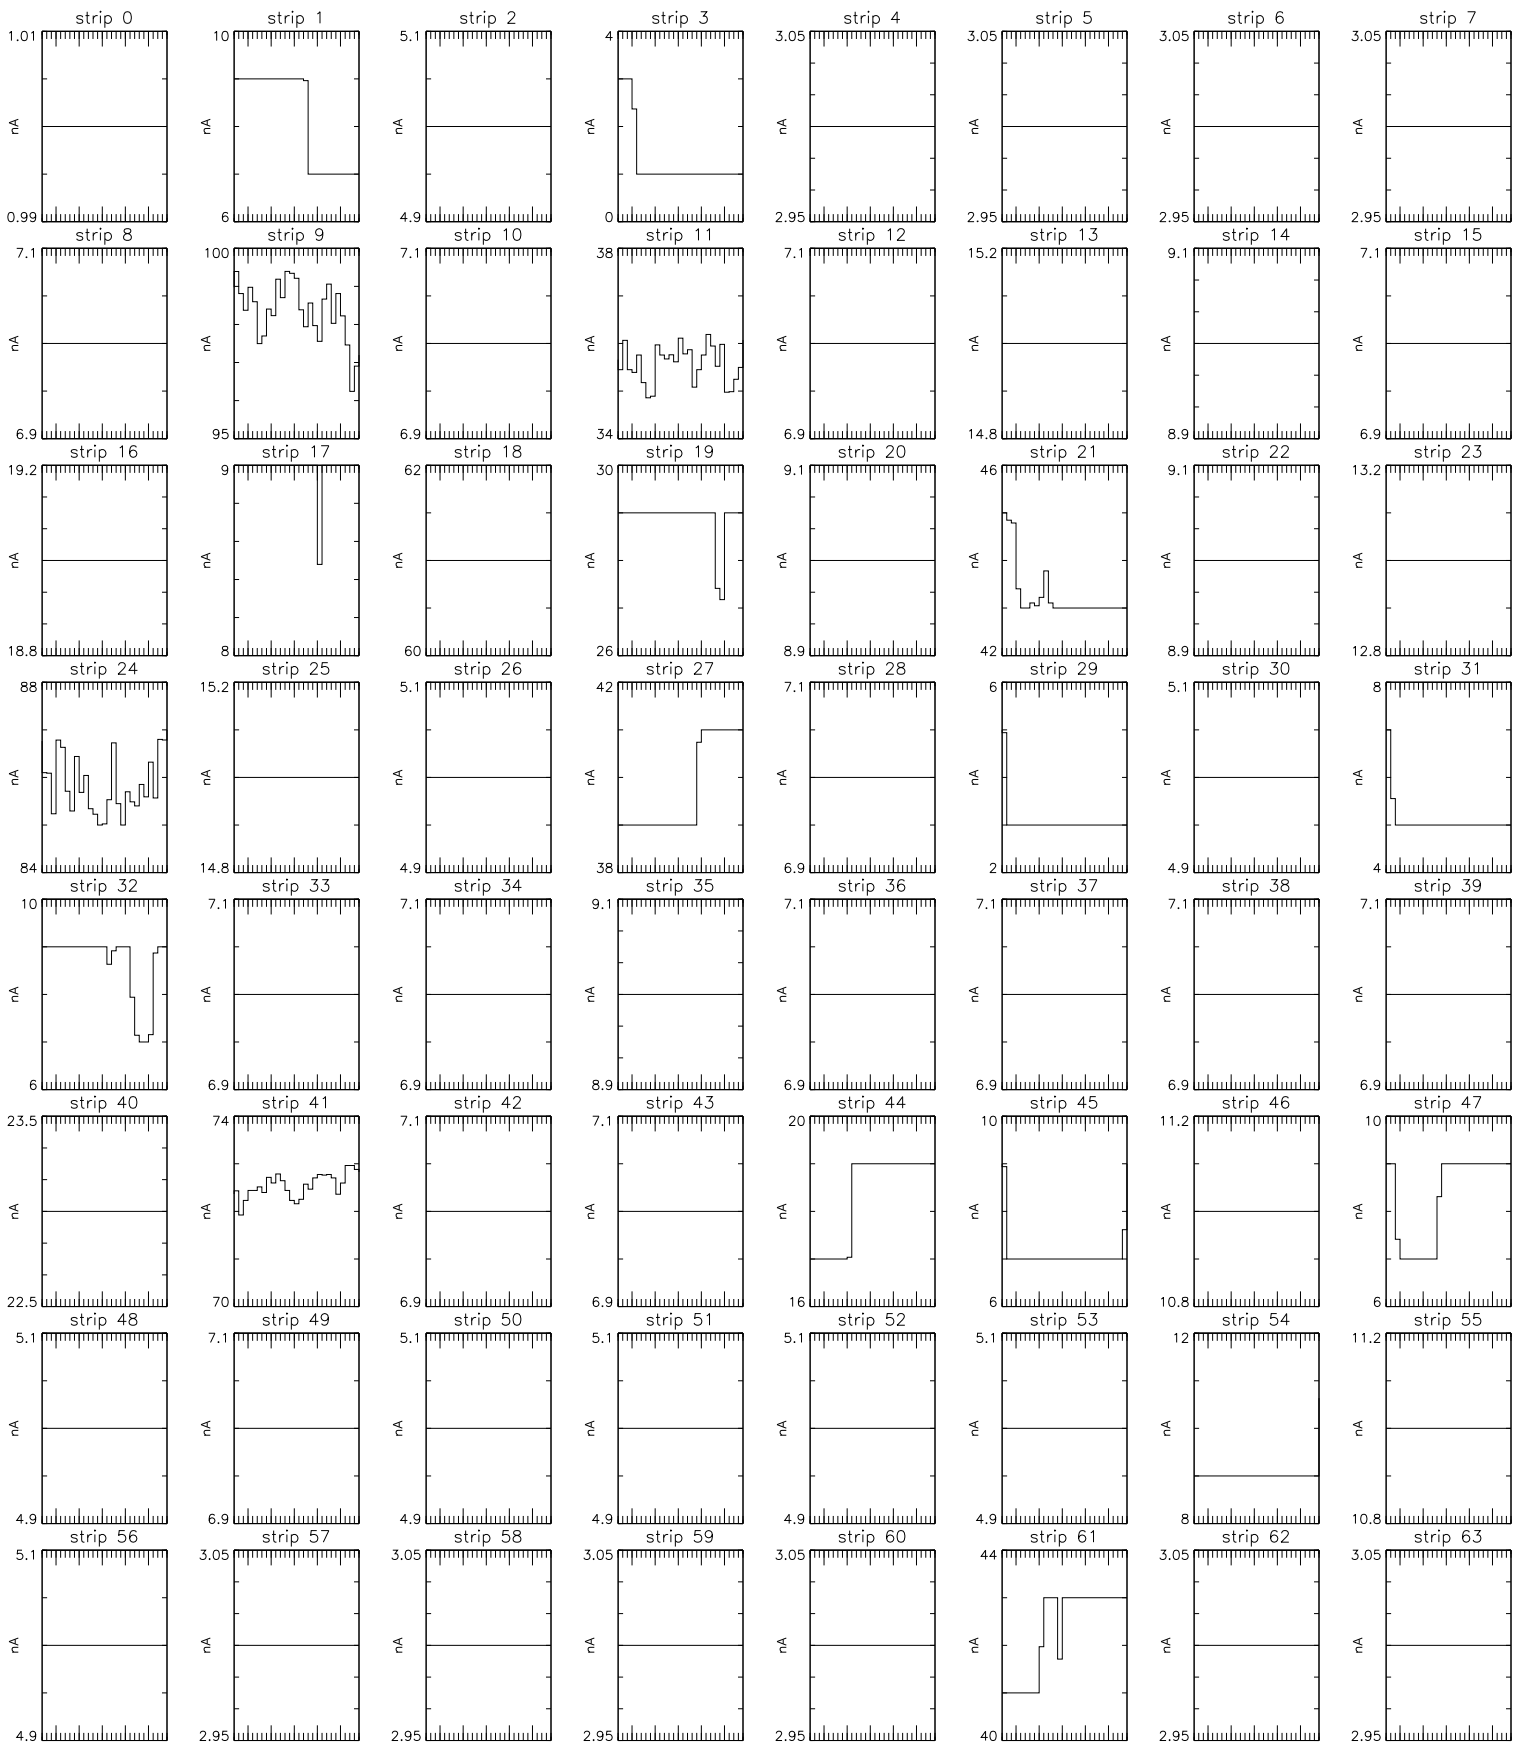 strip 0 strip 1 strip 2 strip 3 strip 4 strip 5 strip 6 strip 7
1.01 10 5.1 4 3.05 3.05 3.05 3.05
nA nA nA nA nA nA nA nA
0.99 6 4.9 0 2.95 2.95 2.95 2.95
strip 8 strip 9 strip 10 strip 11 strip 12 strip 13 strip 14 strip 15
7.1 100 7.1 38 7.1 15.2 9.1 7.1
nA nA nA nA nA nA nA nA
6.9 95 6.9 34 6.9 14.8 8.9 6.9
strip 16 strip 17 strip 18 strip 19 strip 20 strip 21 strip 22 strip 23
19.2 9 62 30 9.1 46 9.1 13.2
nA nA nA nA nA nA nA nA
18.8 8 60 26 8.9 42 8.9 12.8
strip 24 strip 25 strip 26 strip 27 strip 28 strip 29 strip 30 strip 31
88 15.2 5.1 42 7.1 6 5.1 8
nA nA nA nA nA nA nA nA
84 14.8 4.9 38 6.9 2 4.9 4
strip 32 strip 33 strip 34 strip 35 strip 36 strip 37 strip 38 strip 39
10 7.1 7.1 9.1 7.1 7.1 7.1 7.1
nA nA nA nA nA nA nA nA
6 6.9 6.9 8.9 6.9 6.9 6.9 6.9
strip 40 strip 41 strip 42 strip 43 strip 44 strip 45 strip 46 strip 47
23.5 74 7.1 7.1 20 10 11.2 10
nA nA nA nA nA nA nA nA
22.5 70 6.9 6.9 16 6 10.8 6
strip 48 strip 49 strip 50 strip 51 strip 52 strip 53 strip 54 strip 55
5.1 7.1 5.1 5.1 5.1 5.1 12 11.2
nA nA nA nA nA nA nA nA
4.9 6.9 4.9 4.9 4.9 4.9 8 10.8
strip 56 strip 57 strip 58 strip 59 strip 60 strip 61 strip 62 strip 63
5.1 3.05 3.05 3.05 3.05 44 3.05 3.05
nA nA nA nA nA nA nA nA
4.9 2.95 2.95 2.95 2.95 40 2.95 2.95